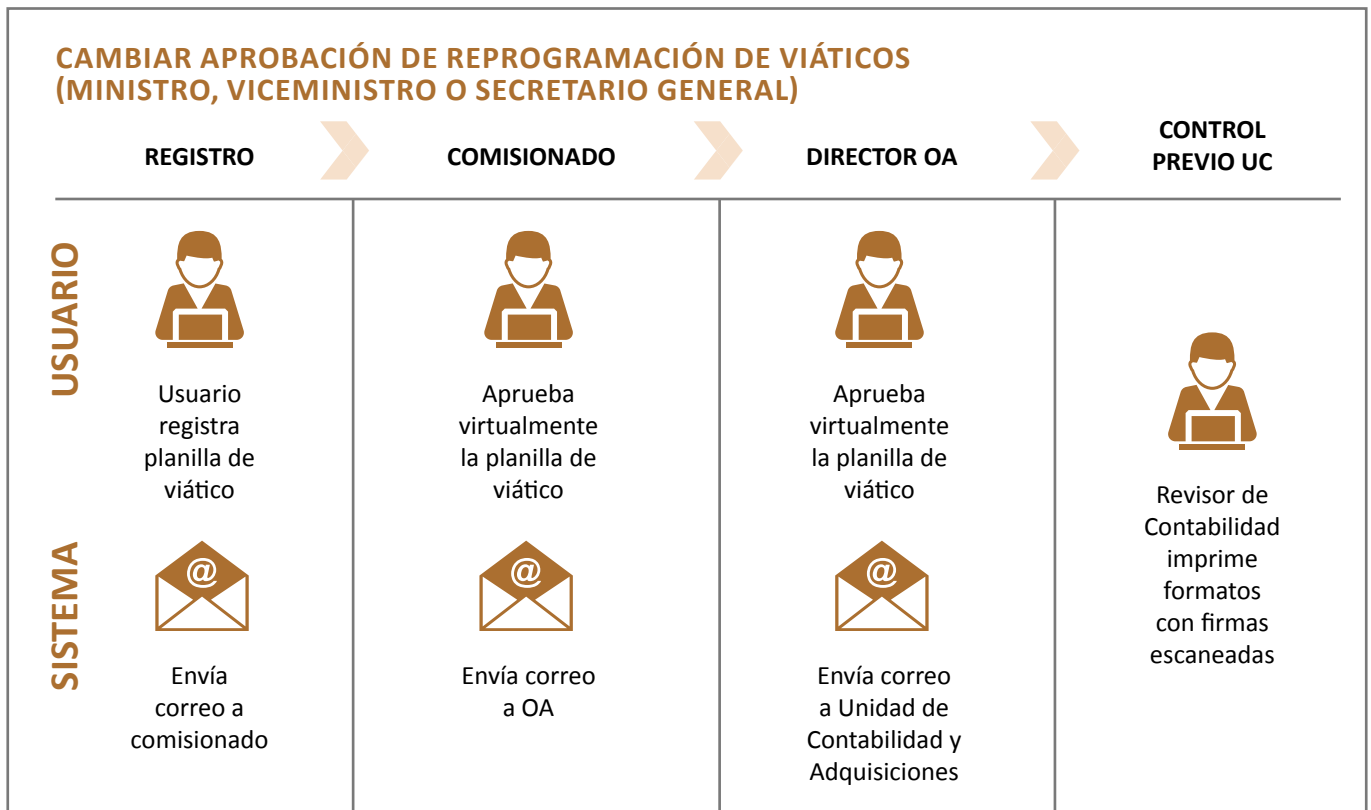 CAMBIAR APROBACIÓN DE REPROGRAMACIÓN DE VIÁTICOS
(MINISTRO, VICEMINISTRO O SECRETARIO GENERAL)
REGISTRO
COMISIONADO
DIRECTOR OA
CONTROL
PREVIO UC
USUARIO
Usuario
registra
planilla de
viático
Aprueba
virtualmente
la planilla de
viático
Aprueba
virtualmente
la planilla de
viático
Revisor de
Contabilidad
imprime
formatos
con firmas
escaneadas
SISTEMA
@
Envía
correo a
comisionado
@
Envía correo
a OA
@
Envía correo
a Unidad de
Contabilidad y
Adquisiciones